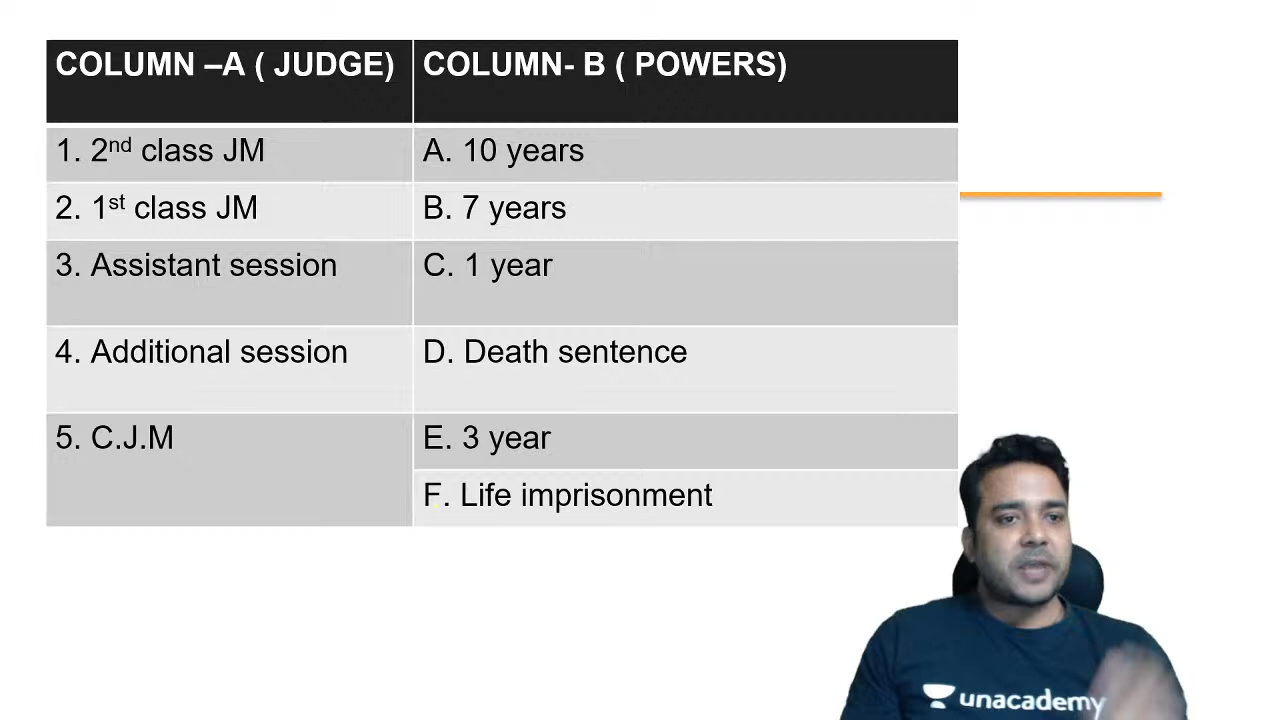 COLUMN –A ( JUDGE) COLUMN- B ( POWERS)
1. 2nd class JM A. 10 years
2. 1st class JM B. 7 years
3. Assistant session C. 1 year
4. Additional session D. Death sentence
5. C.J.M E. 3 year
F. Life imprisonment
unacademy